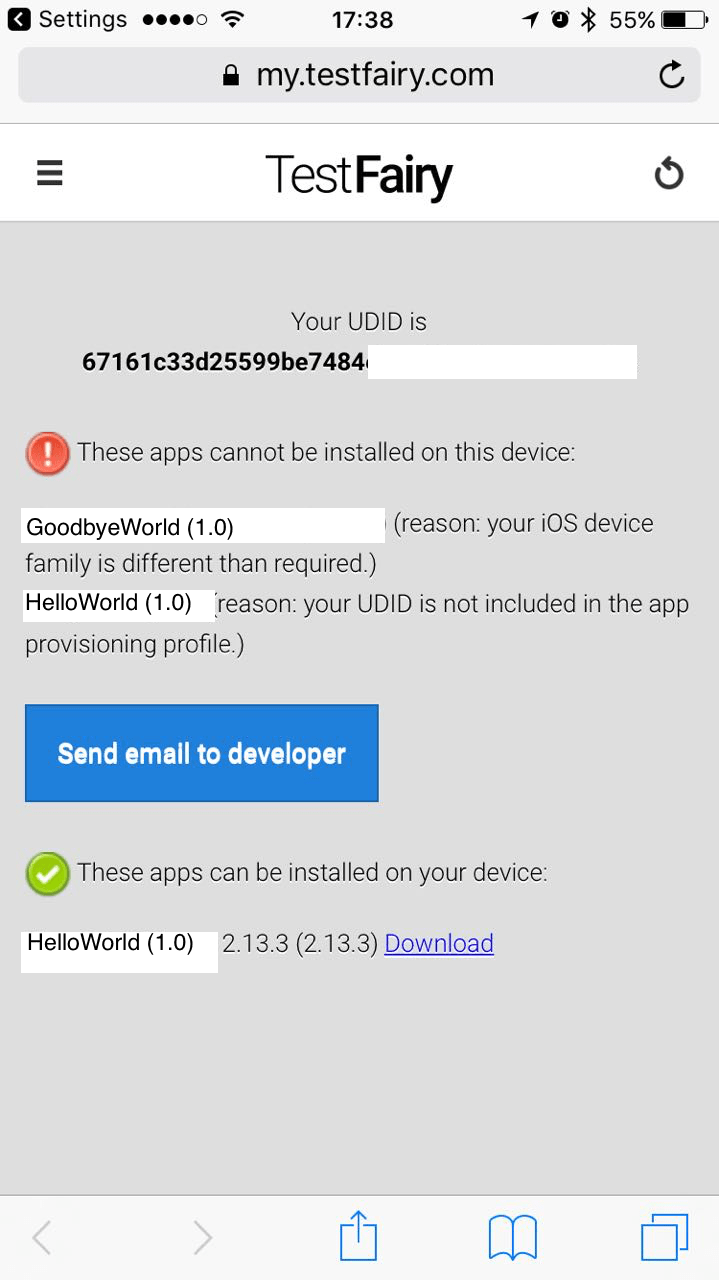 Settings 17:38 55%
my.testfairy.com
TestFairy
Your UDID is
67161c33d25599be7484
These apps cannot be installed on this device:
GoodbyeWorld (1.0) (reason: your iOS device
family is different than required.)
HelloWorld (1.0) (reason: your UDID is not included in the app
provisioning profile.)
Send email to developer
These apps can be installed on your device:
HelloWorld (1.0) 2.13.3 (2.13.3) Download